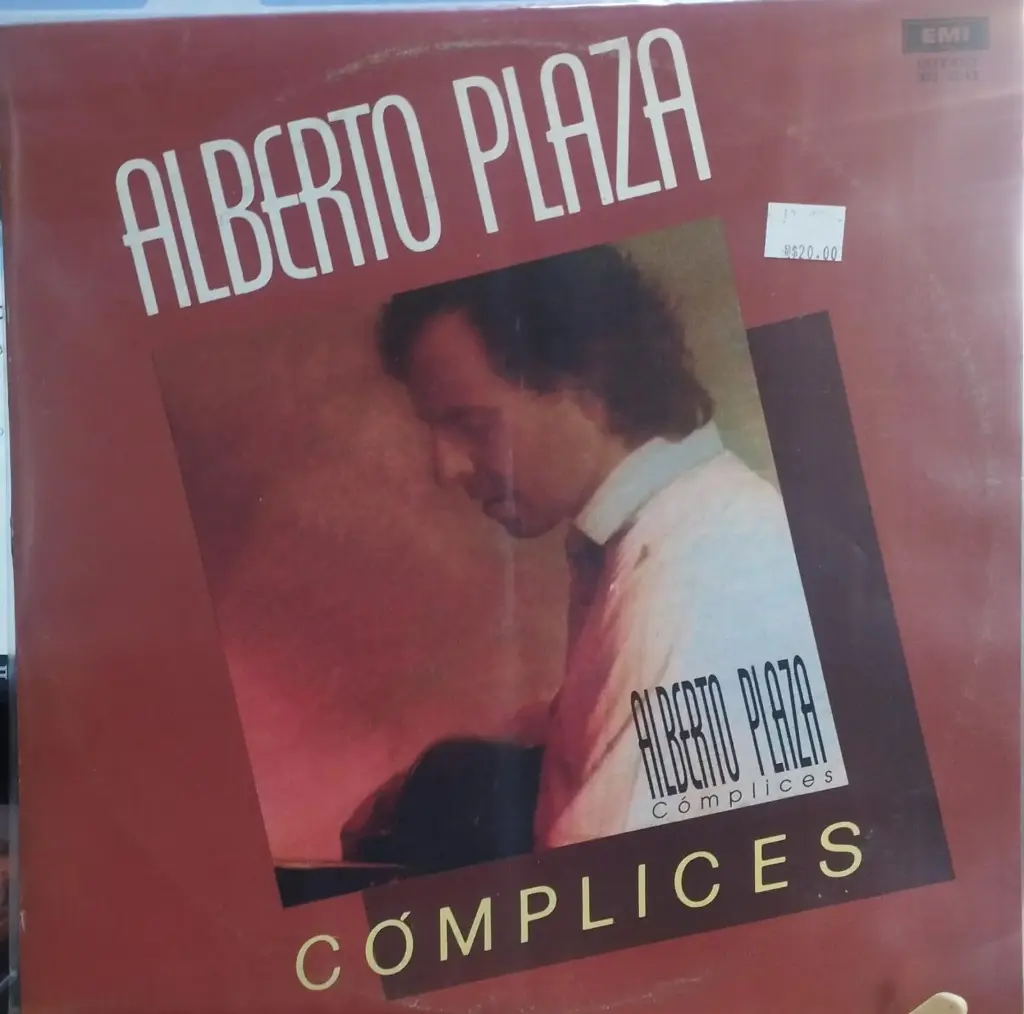 EMI
ALBERTO PLAZA
$20.00
ALBERTO PLAZA
Cómplices
CÓMPLICES